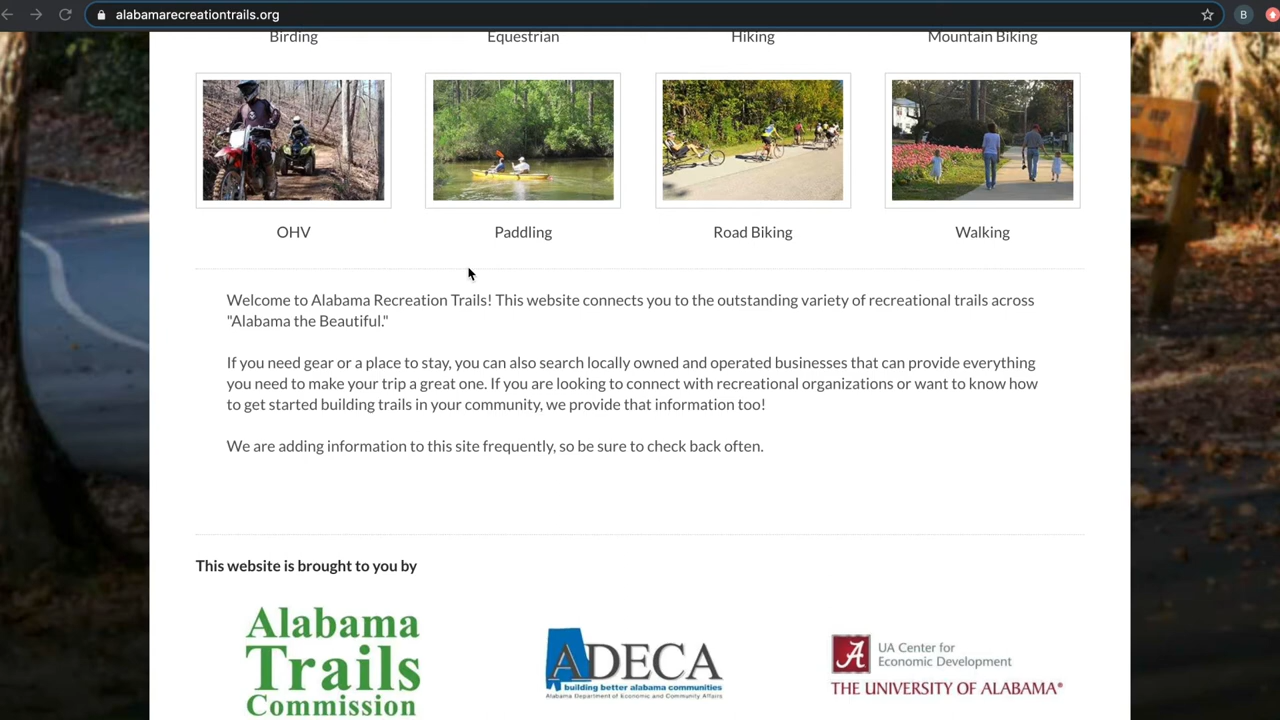 alabamarecreationtrails.org
B
Birding
Equestrian
Hiking
Mountain Biking
OHV
Paddling
Road Biking
Walking
Welcome to Alabama Recreation Trails! This website connects you to the outstanding variety of recreational trails across
"Alabama the Beautiful."
If you need gear or a place to stay, you can also search locally owned and operated businesses that can provide everything
you need to make your trip a great one. If you are looking to connect with recreational organizations or want to know how
to get started building trails in your community, we provide that information too!
We are adding information to this site frequently, so be sure to check back often.
This website is brought to you by
Alabama
Trails
Commission
ADECA
building better alabama communities
Alabama Department of Economic and Community Affairs
A
UA Center for
Economic Development
THE UNIVERSITY OF ALABAMA®